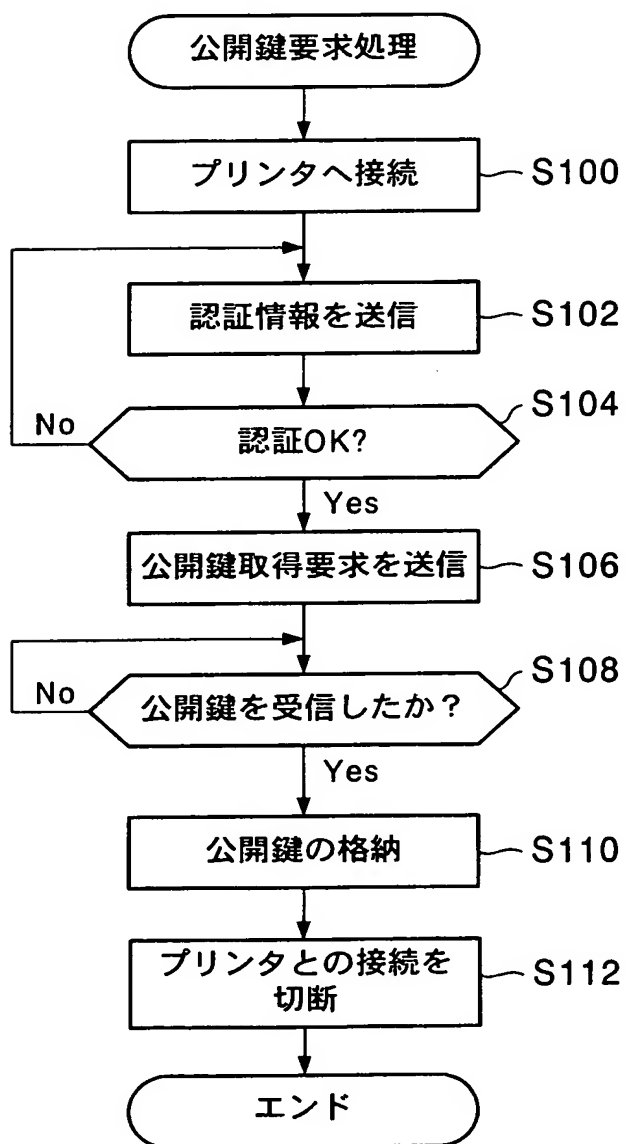 公開鍵要求処理
プリンタへ接続
S100
認証情報を送信
S102
認証OK?
S104
No
Yes
公開鍵取得要求を送信
S106
公開鍵を受信したか？
S108
No
Yes
公開鍵の格納
S110
プリンタとの接続を
切断
S112
エンド